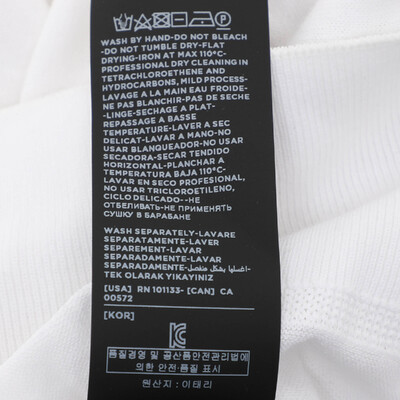 WASH BY HAND-DO NOT BLEACH
-DO NOT TUMBLE DRY-FLAT
DRYING-IRON AT MAX 110°C-
PROFESSIONAL DRY CLEANING IN
TETRACHLOROETHENE AND
HYDROCARBONS, MILD PROCESS-
LAVAGE A LA MAIN EAU FROIDE-
NE PAS BLANCHIR-PAS DE SECHE
-LINGE-SECHAGE A PLAT-
REPASSAGE A BASSE
TEMPERATURE-LAVER A SEC
DELICAT-LAVAR A MANO-NO
USAR BLANQUEADOR-NO USAR
SECADORA-SECAR TENDIDO
HORIZONTAL-PLANCHAR A
TEMPERATURA BAJA 110°C-
LAVAR EN SECO PROFESIONAL,
NO USAR TRICLOROETILENO,
CICLO DELICADO--НЕ
ОТБЕЛИВАТЬ-НЕ ПРИМЕНЯТЬ
СУШКУ В БАРАБАНЕ
WASH SEPARATELY-LAVARE
SEPARATAMENTE-LAVER
SEPAREMENT-LAVAR
SEPARADAMENTE-LAVAR
SEPARADAMENTE-اغسليها بشكل منفصل-
TEK OLARAK YIKAYINIZ
[USA] RN 101133- [CAN] CA
00572
[KOR]
품질경영 및 공산품안전관리법에
의한 안전·품질 표시
원산지: 이태리